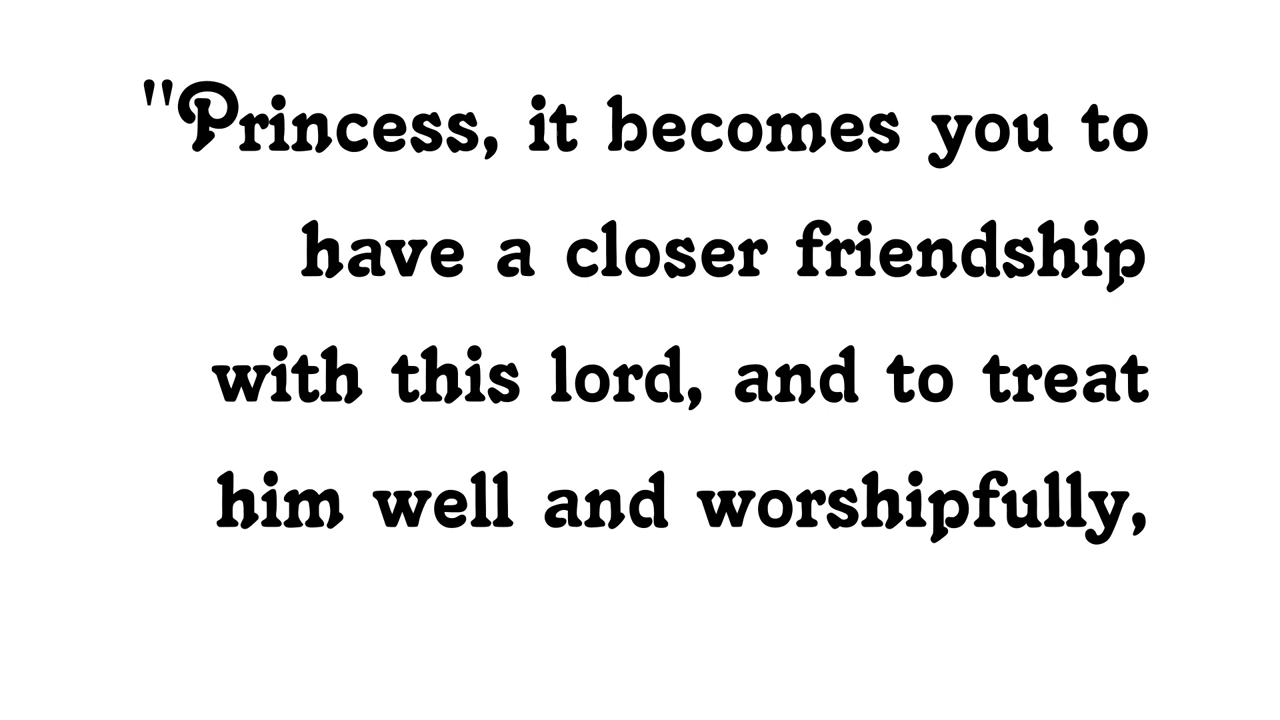 "Princess, it becomes you to
have a closer friendship
with this lord, and to treat
him well and worshipfully,